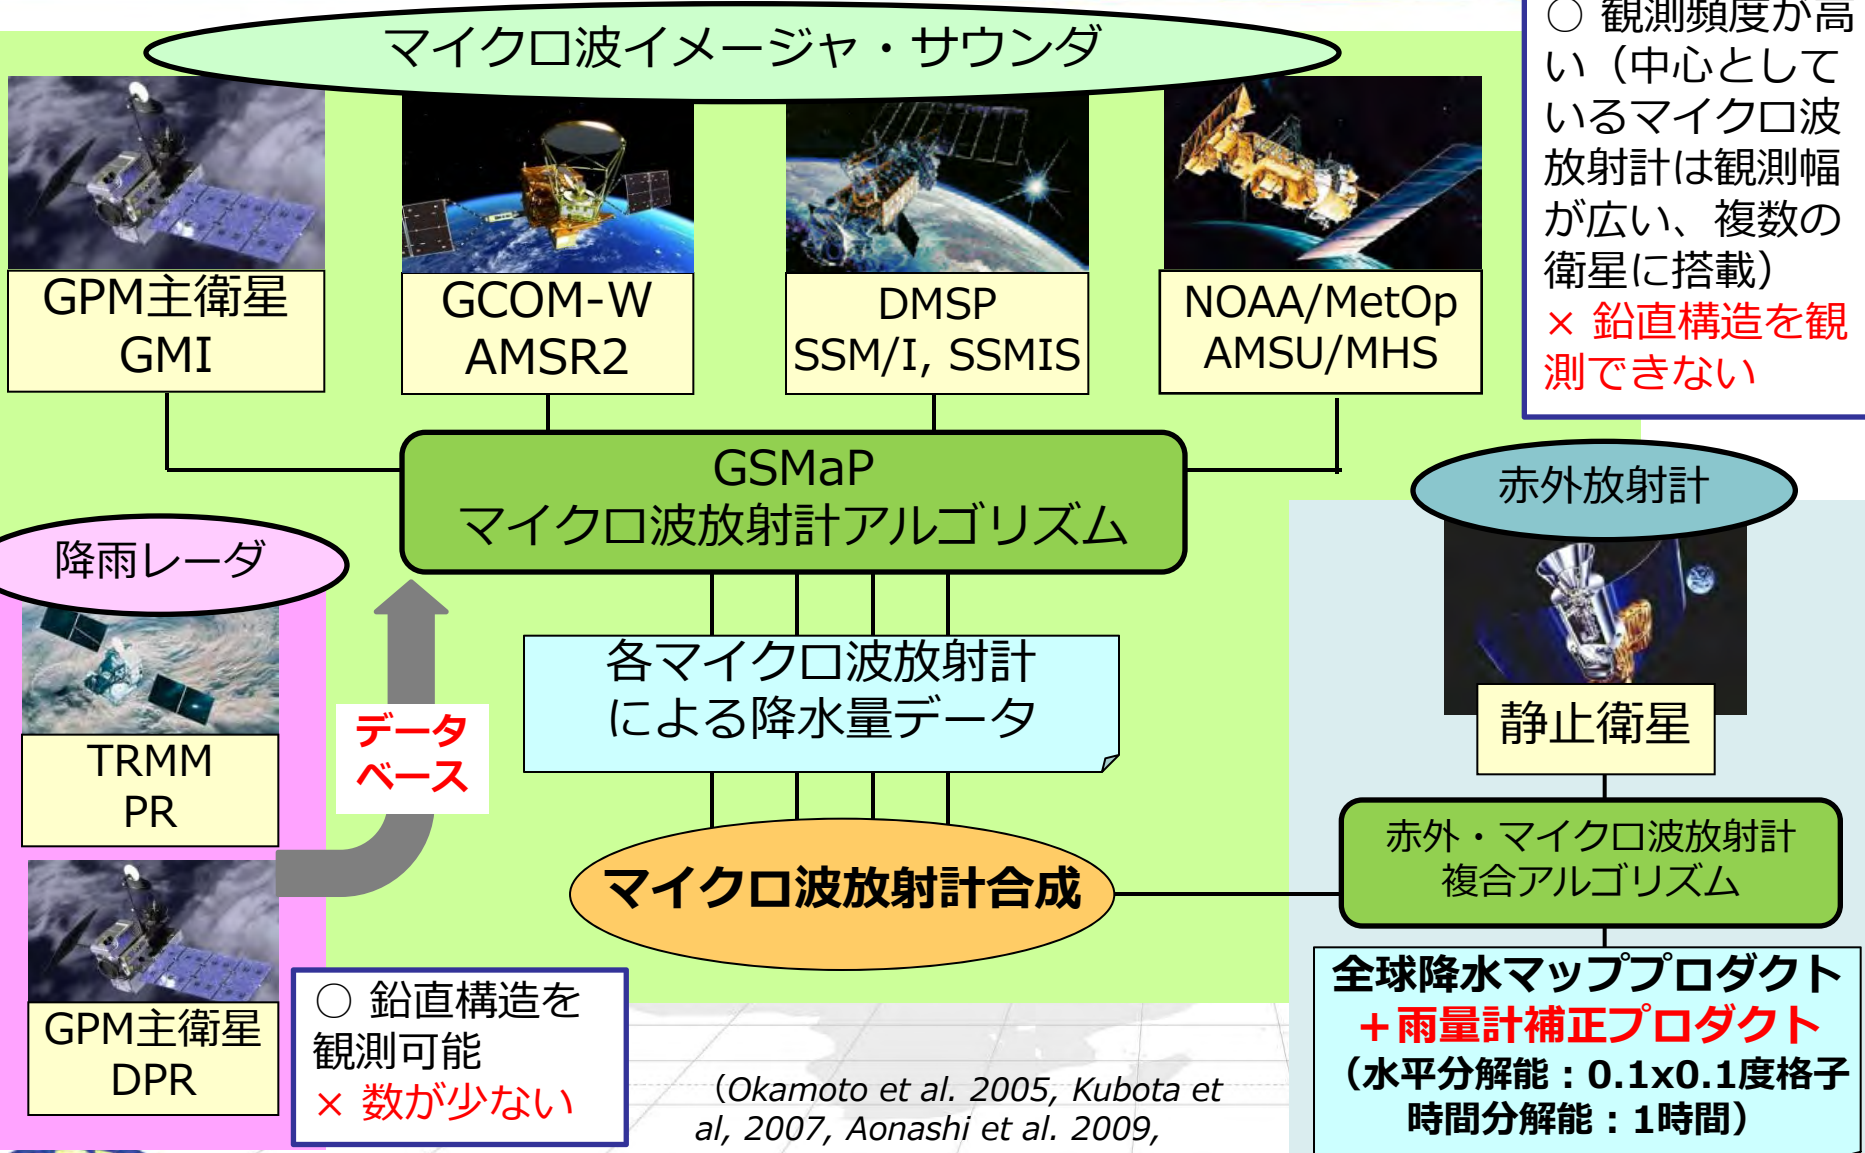 マイクロ波イメージャ・サウンダ
○ 観測頻度が高
い（中心として
いるマイクロ波
放射計は観測幅
が広い、複数の
衛星に搭載）
× 鉛直構造を観
測できない
GPM主衛星
GMI
GCOM-W
AMSR2
DMSP
SSM/I, SSMIS
NOAA/MetOp
AMSU/MHS
GSMaP
マイクロ波放射計アルゴリズム
赤外放射計
降雨レーダ
各マイクロ波放射計
による降水量データ
データ
ベース
静止衛星
TRMM
PR
赤外・マイクロ波放射計
複合アルゴリズム
マイクロ波放射計合成
全球降水マッププロダクト
＋雨量計補正プロダクト
（水平分解能：0.1x0.1度格子
時間分解能：1時間）
GPM主衛星
DPR
○ 鉛直構造を
観測可能
× 数が少ない
（Okamoto et al. 2005, Kubota et
al, 2007, Aonashi et al. 2009,